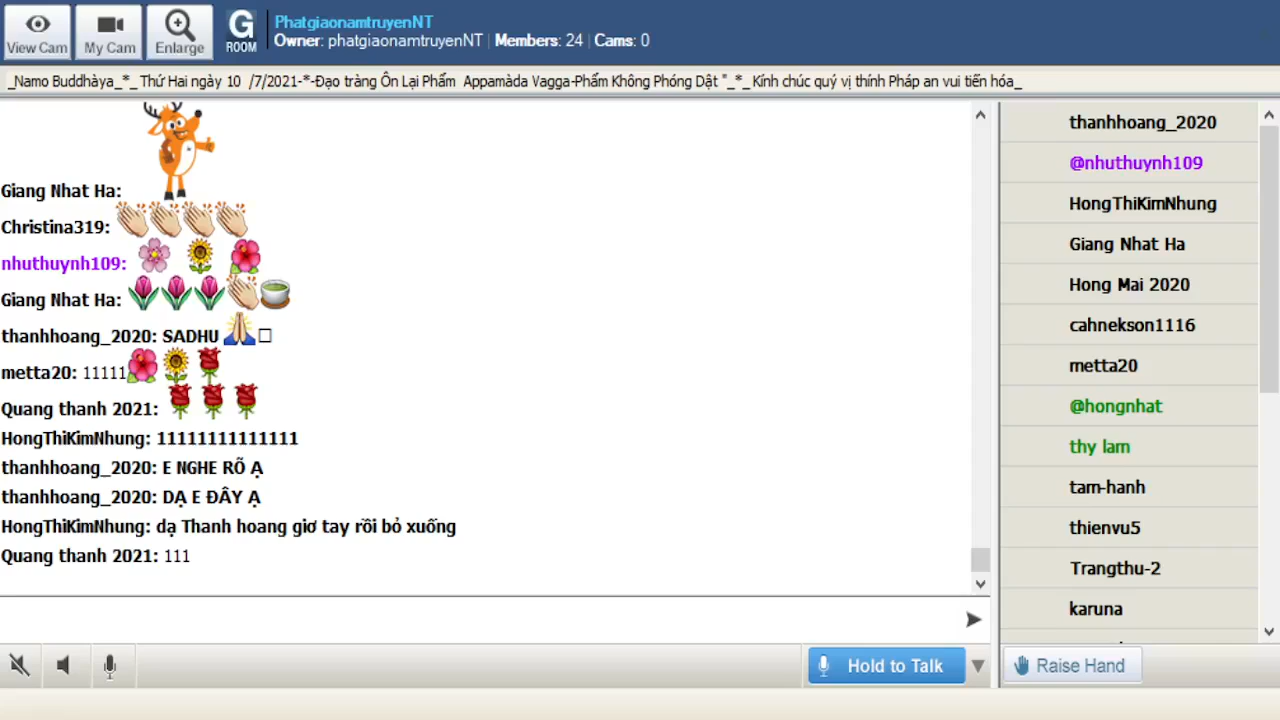 View Cam
My Cam
Enlarge
G
ROOM
PhatgiaonamtruyenNT
Owner: phatgiaonamtruyenNT | Members: 24 | Cams: 0
_Namo Buddhàya_*_Thứ Hai ngày 10 /7/2021-*-Đạo tràng Ôn Lại Phẩm Appamàda Vagga-Phẩm Không Phóng Dật "_*_Kính chúc quý vị thính Pháp an vui tiến hóa_
Giang Nhat Ha:
Christina319:
nhuthuynh109:
Giang Nhat Ha:
thanhhoang_2020: SADHU
metta20: 11111
Quang thanh 2021:
HongThiKimNhung: 11111111111111
thanhhoang_2020: E NGHE RÕ Ạ
thanhhoang_2020: DẠ E ĐÂY Ạ
HongThiKimNhung: dạ Thanh hoang giơ tay rồi bỏ xuống
Quang thanh 2021: 111
thanhhoang_2020
@nhuthuynh109
HongThiKimNhung
Giang Nhat Ha
Hong Mai 2020
cahnekson1116
metta20
@hongnhat
thy lam
tam-hanh
thienvu5
Trangthu-2
karuna
Hold to Talk
Raise Hand